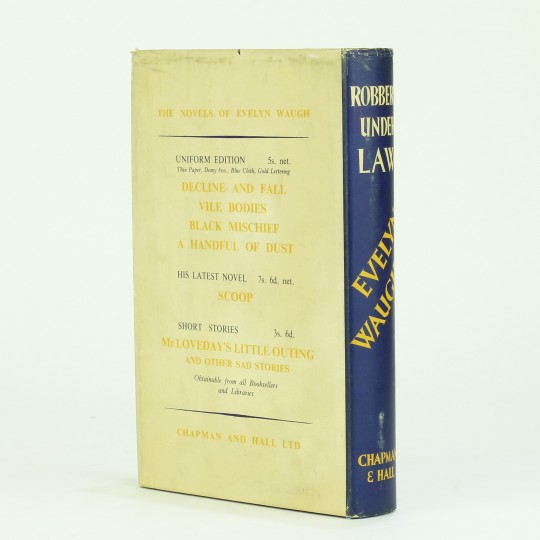 THE NOVELS OF EVELYN WAUGH
UNIFORM EDITION 5s. net.
Thin Paper, Demy 8vo., Blue Cloth, Gold Lettering
DECLINE AND FALL
VILE BODIES
BLACK MISCHIEF
A HANDFUL OF DUST
HIS LATEST NOVEL 7s. 6d. net.
SCOOP
SHORT STORIES 3s. 6d.
Mr LOVEDAY'S LITTLE OUTING
AND OTHER SAD STORIES
Obtainable from all Booksellers
and Libraries
CHAPMAN AND HALL LTD
ROBBER
UNDER
LAW
EVELYN
WAUGH
CHAPMAN
& HALL